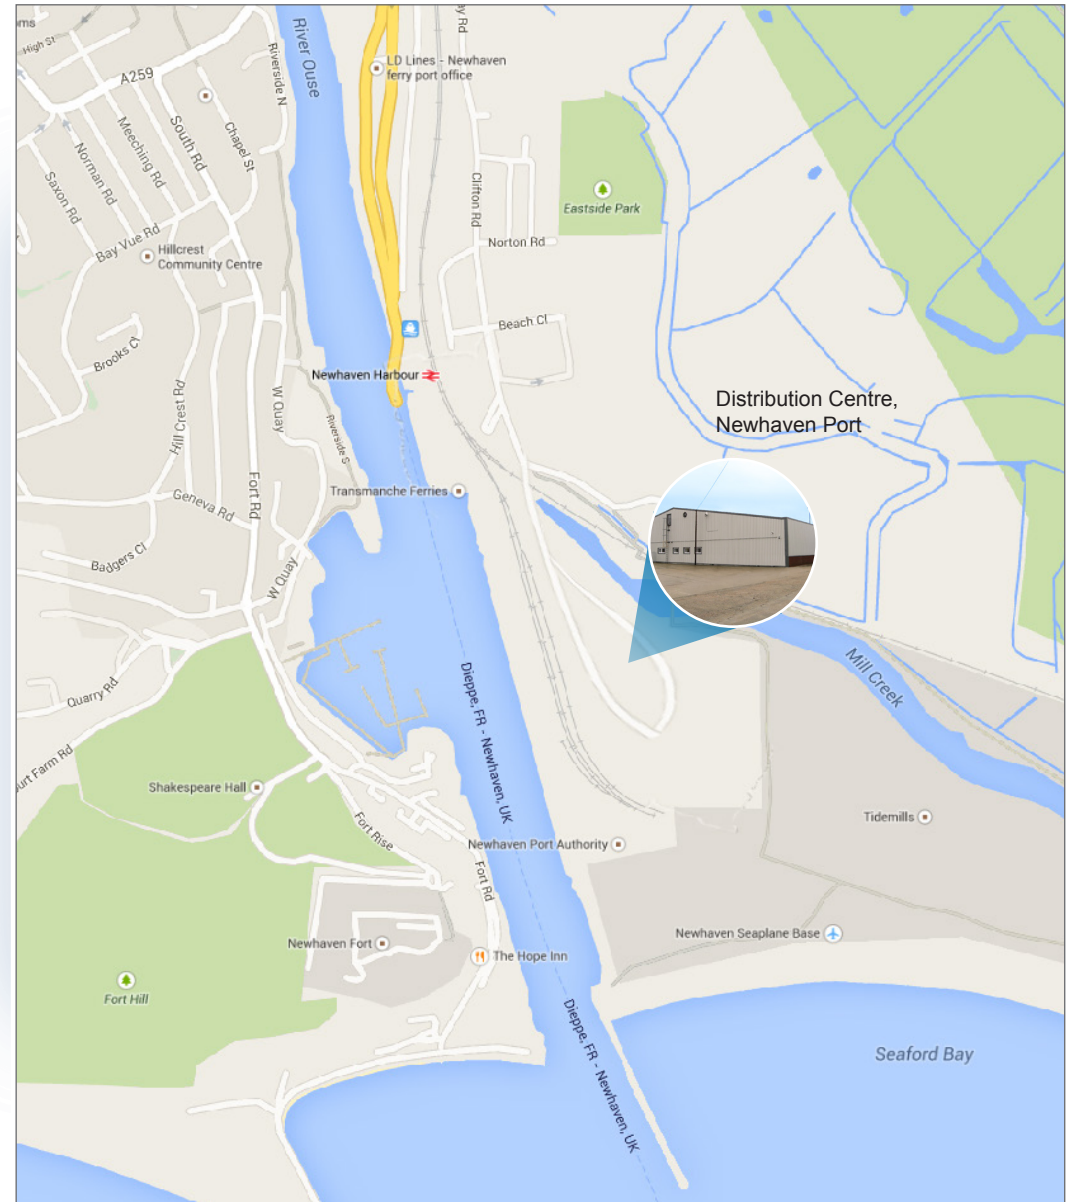 oms
High St
A259
River Ouse
Riverside N
LD Lines - Newhaven
ferry port office
ay Rd
South Rd
Chapel St
Meeching Rd
Norman Rd
Saxon Rd
Clifton Rd
Eastside Park
Bay Vue Rd
Hillcrest
Community Centre
Norton Rd
Beach Cl
Brooks Cl
Newhaven Harbour
W Quay
Hill Crest Rd
Riverside S
Distribution Centre,
Newhaven Port
Fort Rd
Geneva Rd
Transmanche Ferries
Badgers Cl
W Quay
Quarry Rd
Mill Creek
Dieppe, FR - Newhaven, UK
urt Farm Rd
Shakespeare Hall
Fort Rise
Tidemills
Newhaven Port Authority
Fort Rd
Newhaven Seaplane Base
Newhaven Fort
The Hope Inn
Fort Hill
Dieppe, FR - Newhaven, UK
Seaford Bay